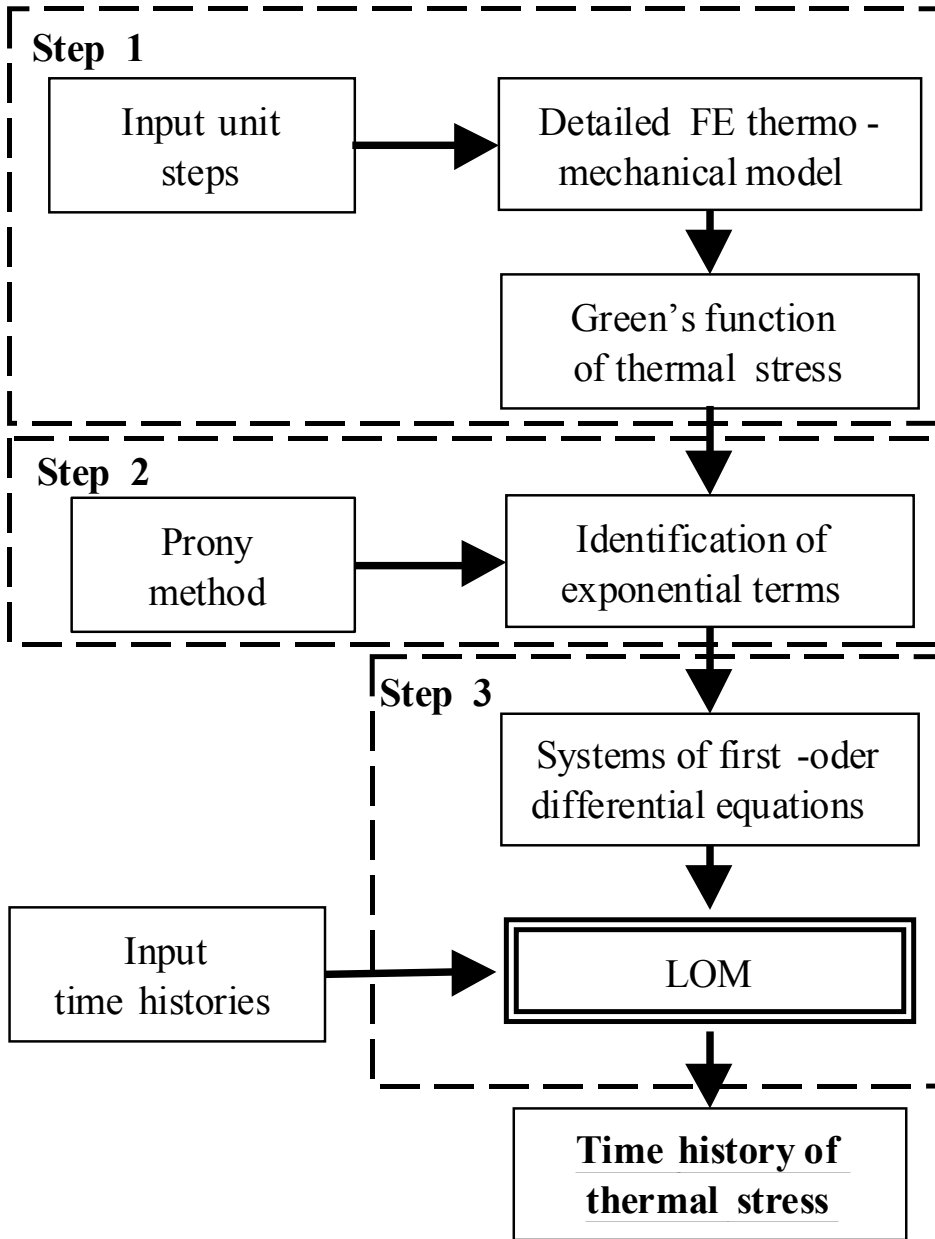 Step 1
Input unit
steps
Detailed FE thermo -
mechanical model
Green's function
of thermal stress
Step 2
Prony
method
Identification of
exponential terms
Step 3
Systems of first -oder
differential equations
Input
time histories
LOM
Time history of
thermal stress